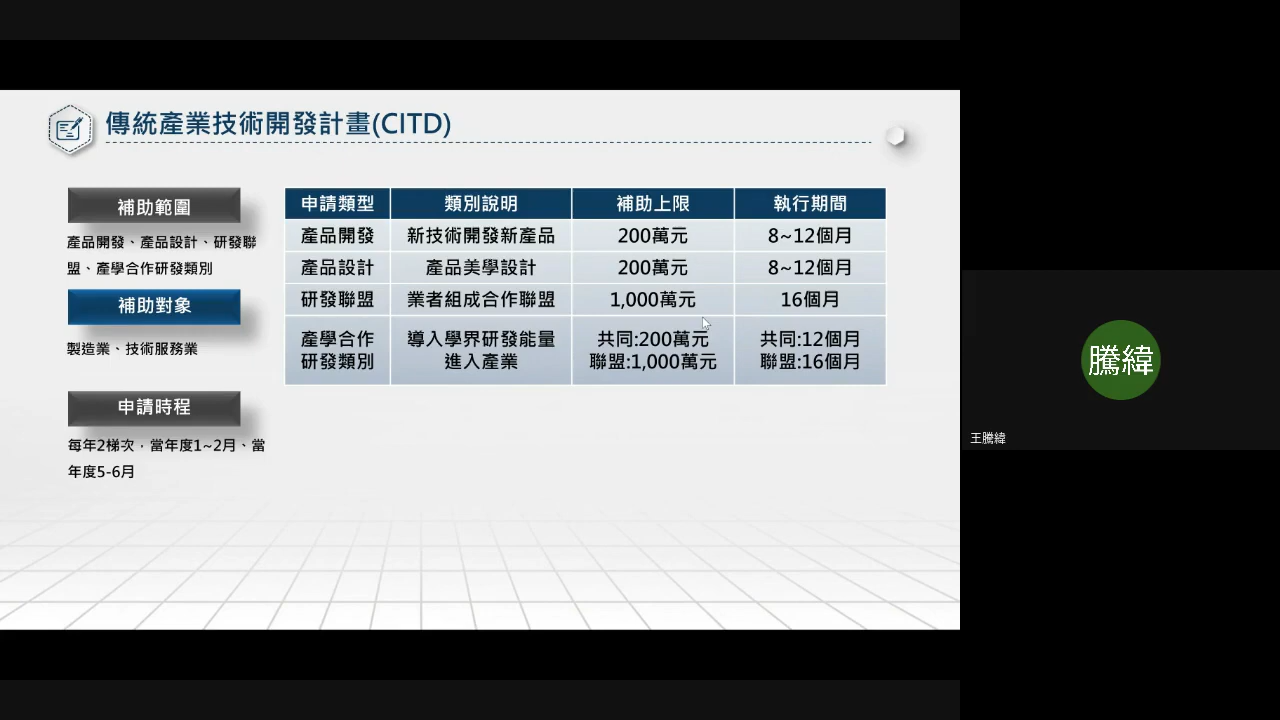 傳統產業技術開發計畫(CITD)
補助範圍
產品開發、產品設計、研發聯
盟、產學合作研發類別
補助對象
製造業、技術服務業
申請時程
每年2梯次，當年度1~2月、當
年度5-6月
申請類型 類別說明 補助上限 執行期間
產品開發 新技術開發新產品 200萬元 8~12個月
產品設計 產品美學設計 200萬元 8~12個月
研發聯盟 業者組成合作聯盟 1,000萬元 16個月
產學合作 導入學界研發能量 共同:200萬元 共同:12個月
研發類別 進入產業 聯盟:1,000萬元 聯盟:16個月
騰緯
王騰緯